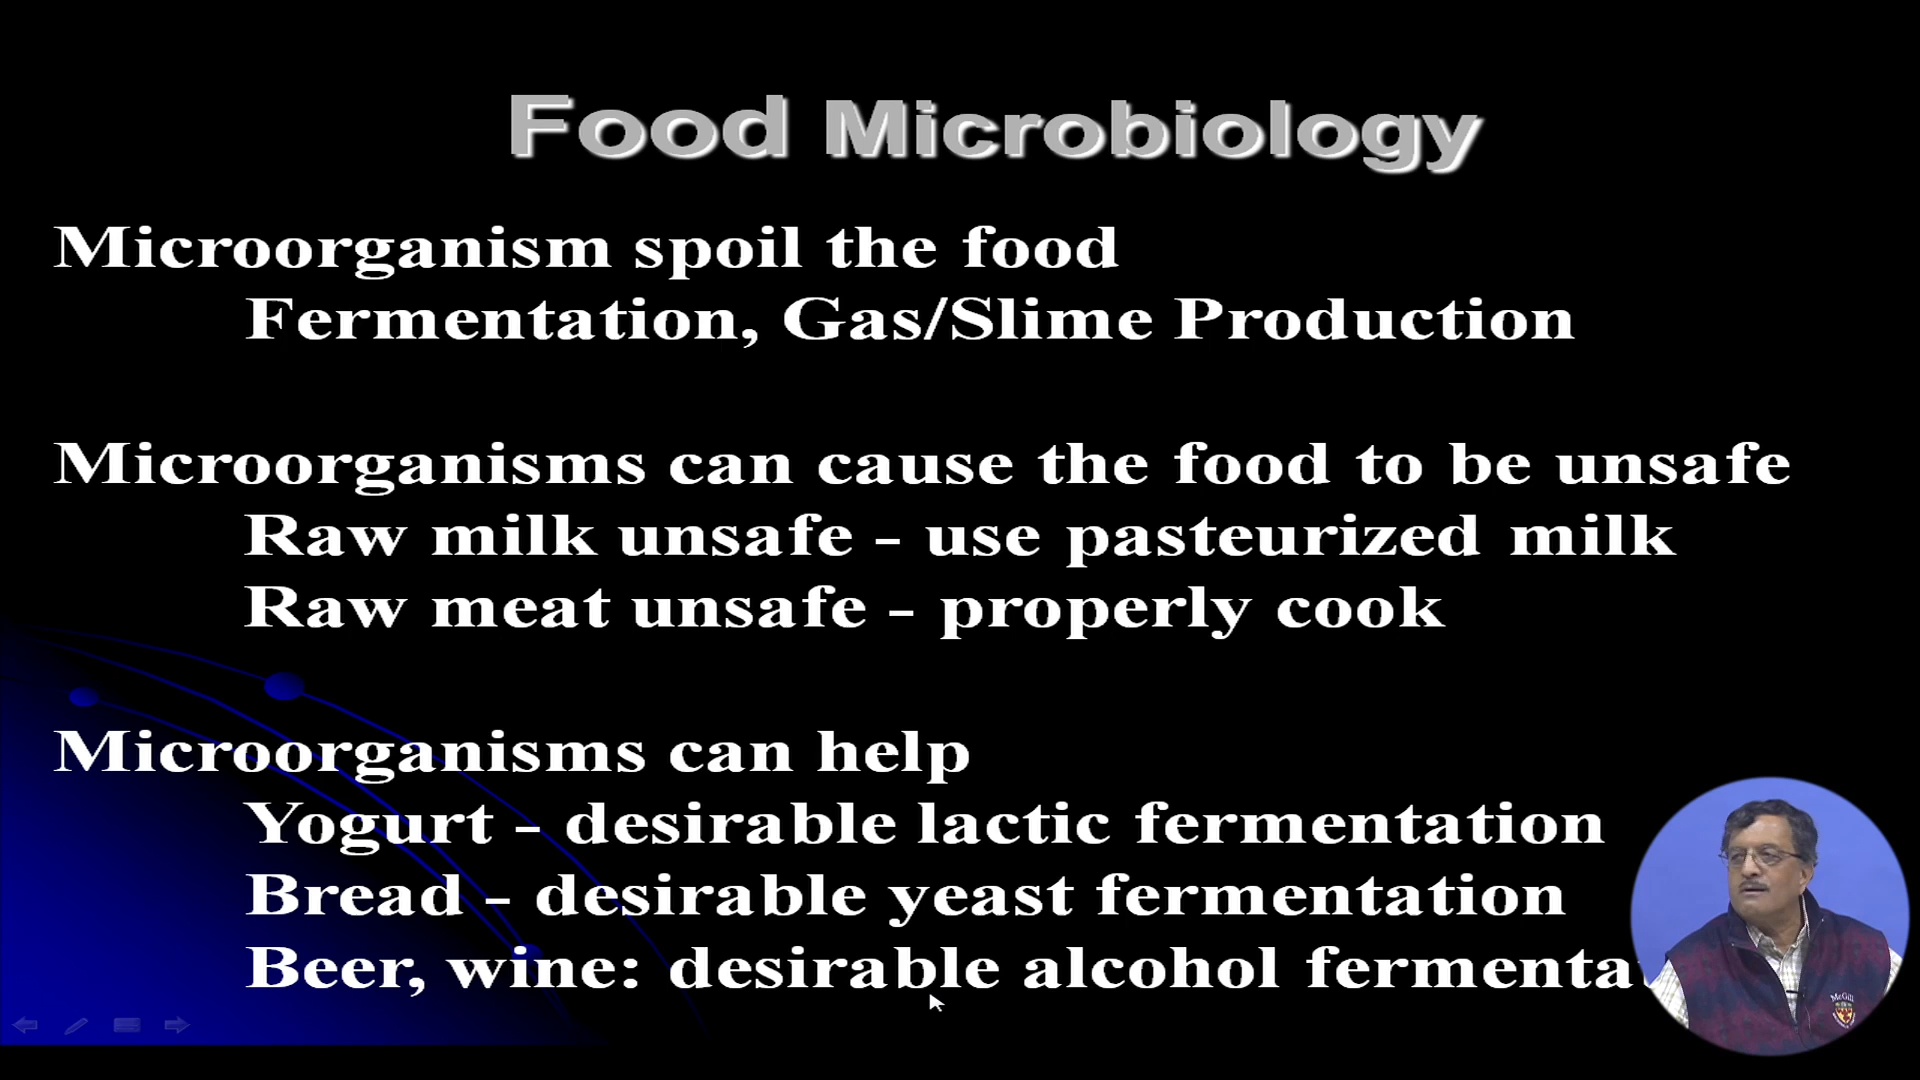 Food Microbiology
Microorganism spoil the food
Fermentation, Gas/Slime Production
Microorganisms can cause the food to be unsafe
Raw milk unsafe - use pasteurized milk
Raw meat unsafe - properly cook
Microorganisms can help
Yogurt - desirable lactic fermentation
Bread - desirable yeast fermentation
Beer, wine: desirable alcohol fermenta
McGill